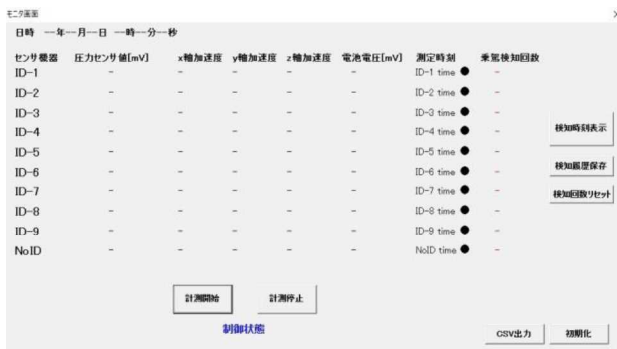 モニタ画面
日時 --年--月--日 --時--分--秒
センサ機器 圧力センサ値[mV] x軸加速度 y軸加速度 z軸加速度 電池電圧[mV] 測定時刻 乗駕検知回数
ID-1 - - - - - ID-1 time ● -
ID-2 - - - - - ID-2 time ● -
ID-3 - - - - - ID-3 time ● -
ID-4 - - - - - ID-4 time ● -
検知時刻表示
ID-5 - - - - - ID-5 time ● -
ID-6 - - - - - ID-6 time ● -
検知履歴保存
ID-7 - - - - - ID-7 time ● -
検知回数リセット
ID-8 - - - - - ID-8 time ● -
ID-9 - - - - - ID-9 time ● -
NoID - - - - - NoID time ● -
計測開始 計測停止
制御状態
CSV出力 初期化